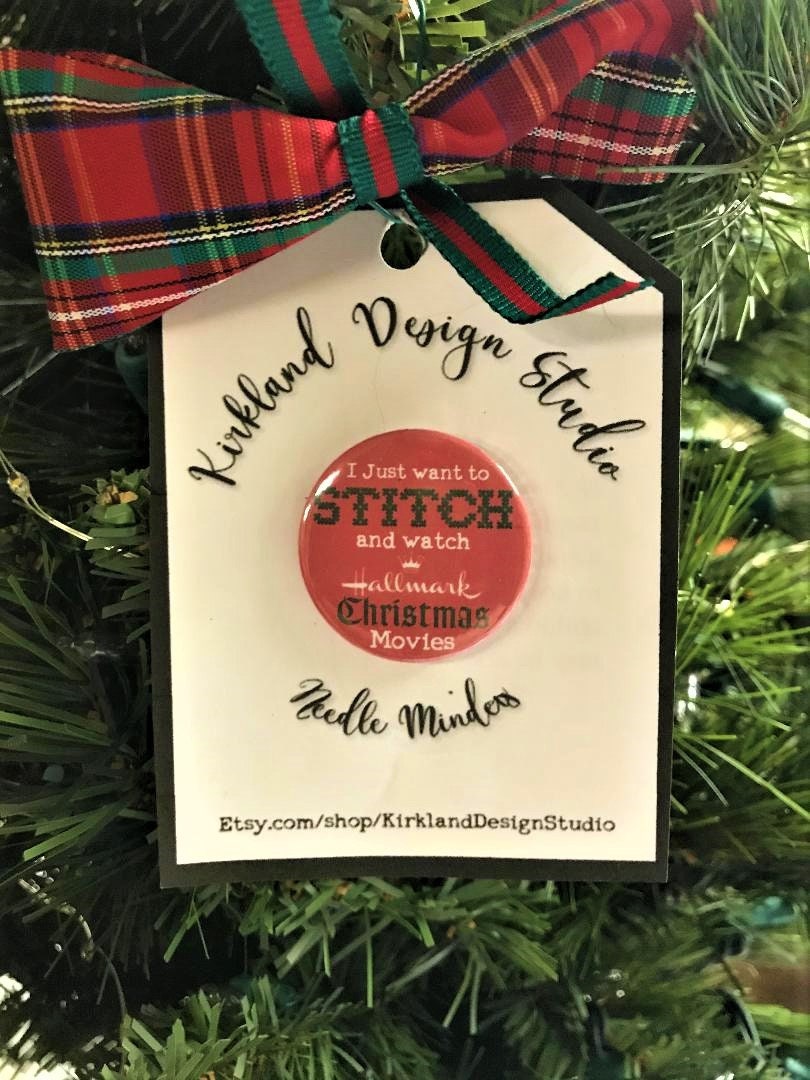 Kirkland Design Studio
I Just want to
STITCH
and watch
Hallmark
Christmas
Movies
Needle Minders
Etsy.com/shop/KirklandDesignStudio